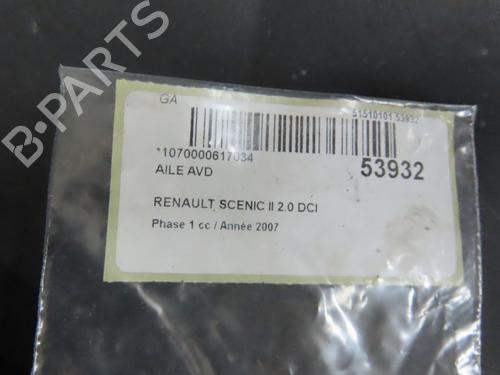 GA
51510101 53932
*1070000617034
53932
AILE AVD
RENAULT SCENIC II 2.0 DCI
Phase 1 cc / Année 2007
B-PARTS